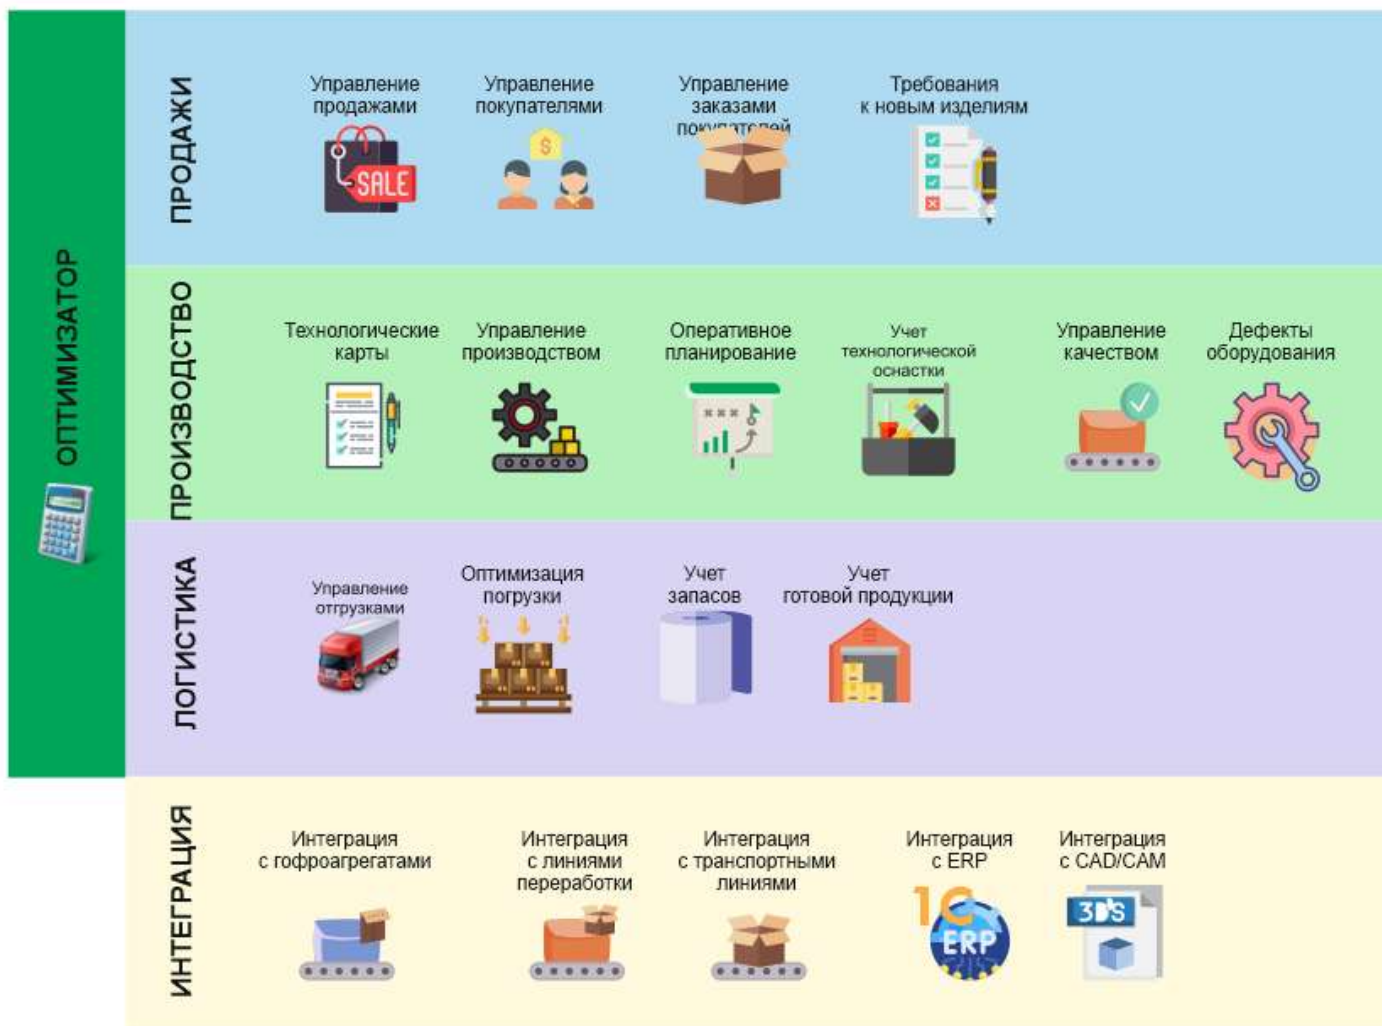 ОПТИМИЗАТОР
ПРОДАЖИ
Управление
продажами
SALE
Управление
покупателями
$
Управление
заказами
покупателей
Требования
к новым изделиям
ПРОИЗВОДСТВО
Технологические
карты
Управление
производством
Оперативное
планирование
Учет
технологической
оснастки
Управление
качеством
Дефекты
оборудования
ЛОГИСТИКА
Управление
отгрузками
Оптимизация
погрузки
Учет
запасов
Учет
готовой продукции
ИНТЕГРАЦИЯ
Интеграция
с гофроагрегатами
Интеграция
с линиями
переработки
Интеграция
с транспортными
линиями
Интеграция
с ERP
1С
ERP
Интеграция
с CAD/CAM
3D'S